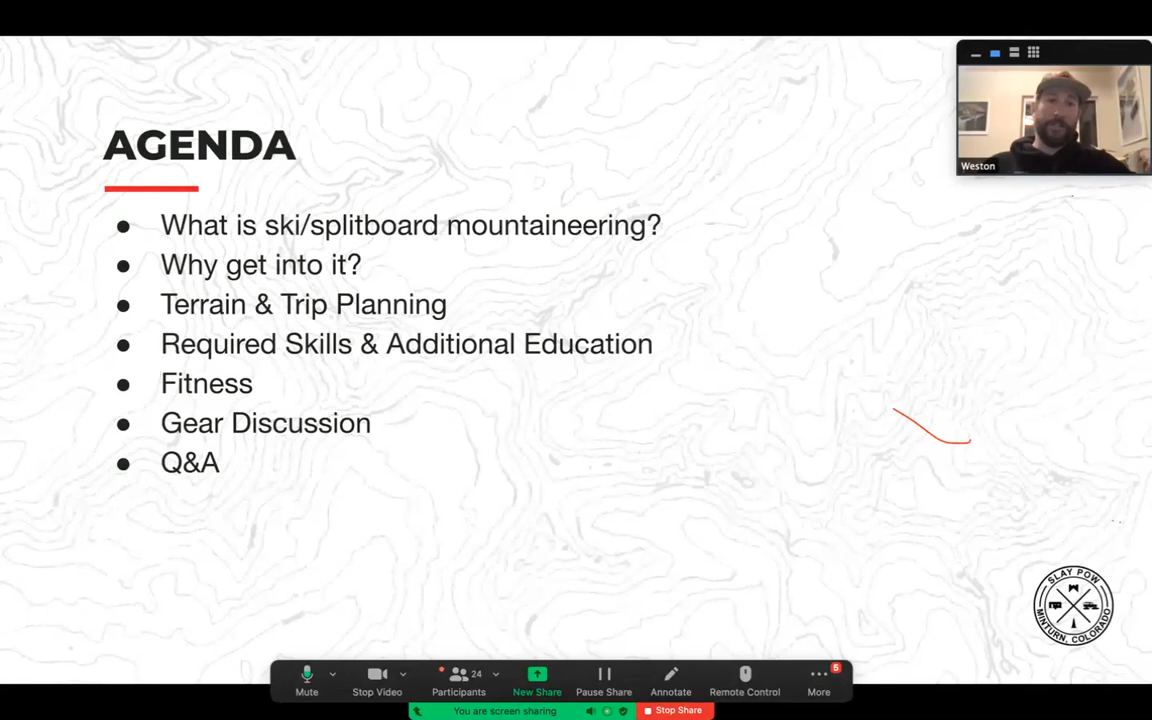 AGENDA
What is ski/splitboard mountaineering?
Why get into it?
Terrain & Trip Planning
Required Skills & Additional Education
Fitness
Gear Discussion
Q&A
Weston
SLAY POW
MINTURN, COLORADO
Mute
Stop Video
24
Participants
New Share
Pause Share
Annotate
Remote Control
5
More
You are screen sharing
Stop Share